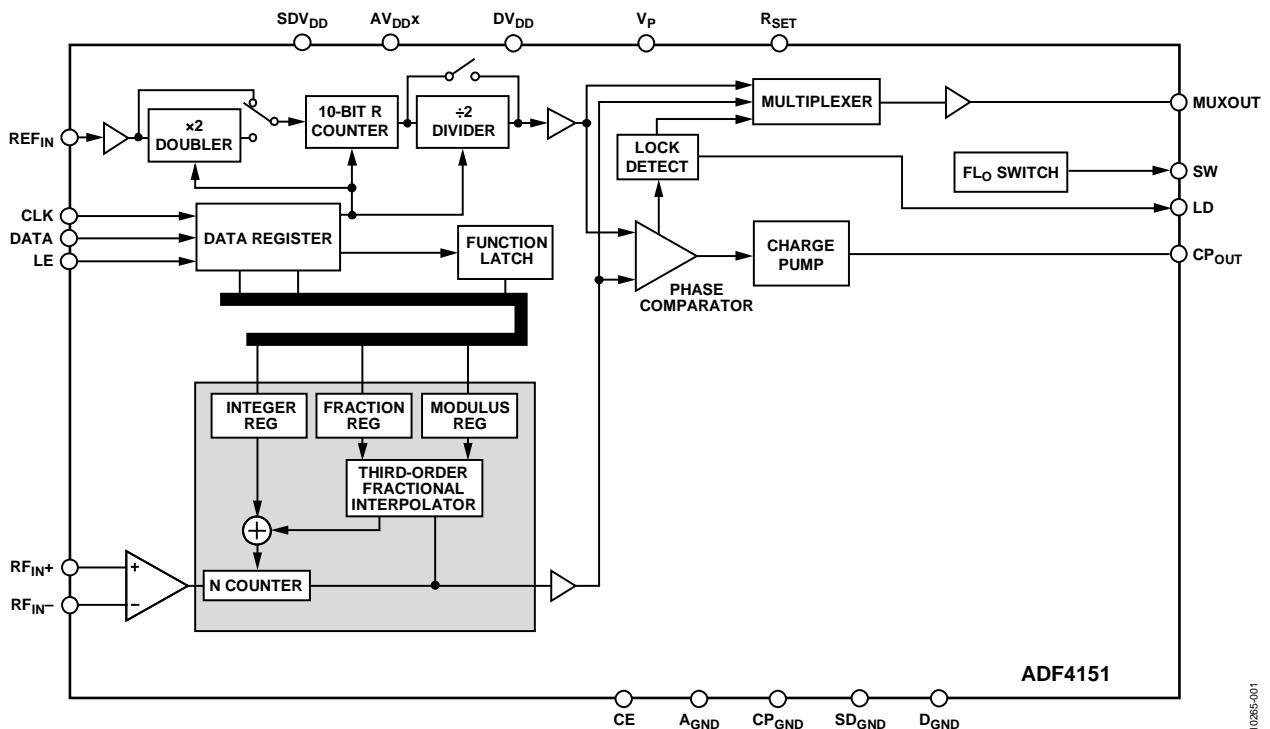 SDVDD AVDDx DVDD VP RSET
REFIN
×2
DOUBLER
10-BIT R
COUNTER
÷2
DIVIDER
MULTIPLEXER
MUXOUT
LOCK
DETECT
FLO SWITCH
SW
LD
CLK
DATA
LE
DATA REGISTER
FUNCTION
LATCH
CHARGE
PUMP
CPOUT
PHASE
COMPARATOR
INTEGER
REG
FRACTION
REG
MODULUS
REG
THIRD-ORDER
FRACTIONAL
INTERPOLATOR
+
RFIN+
RFIN−
+
−
N COUNTER
ADF4151
CE AGND CPGND SDGND DGND
10265-001